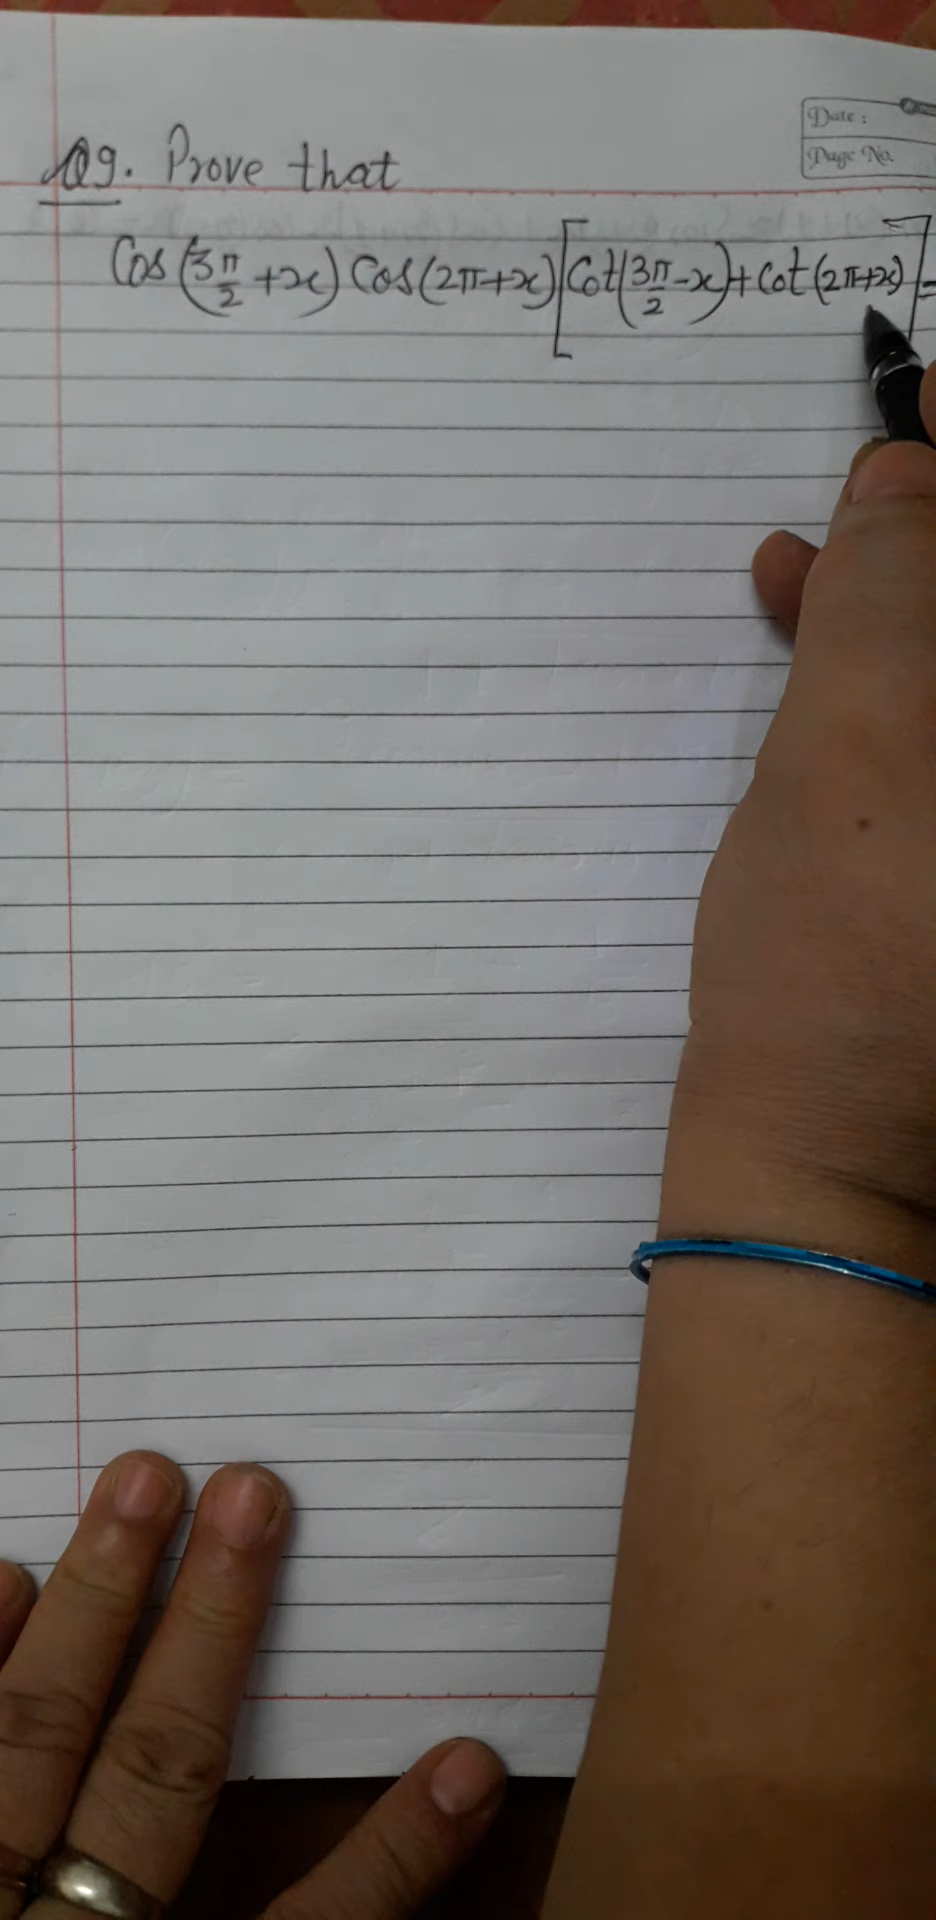 Date :
Page No.
Q9. Prove that
Cos (3π/2 +x) Cos (2π+x) [Cot (3π/2 -x) + Cot (2π+x)] =